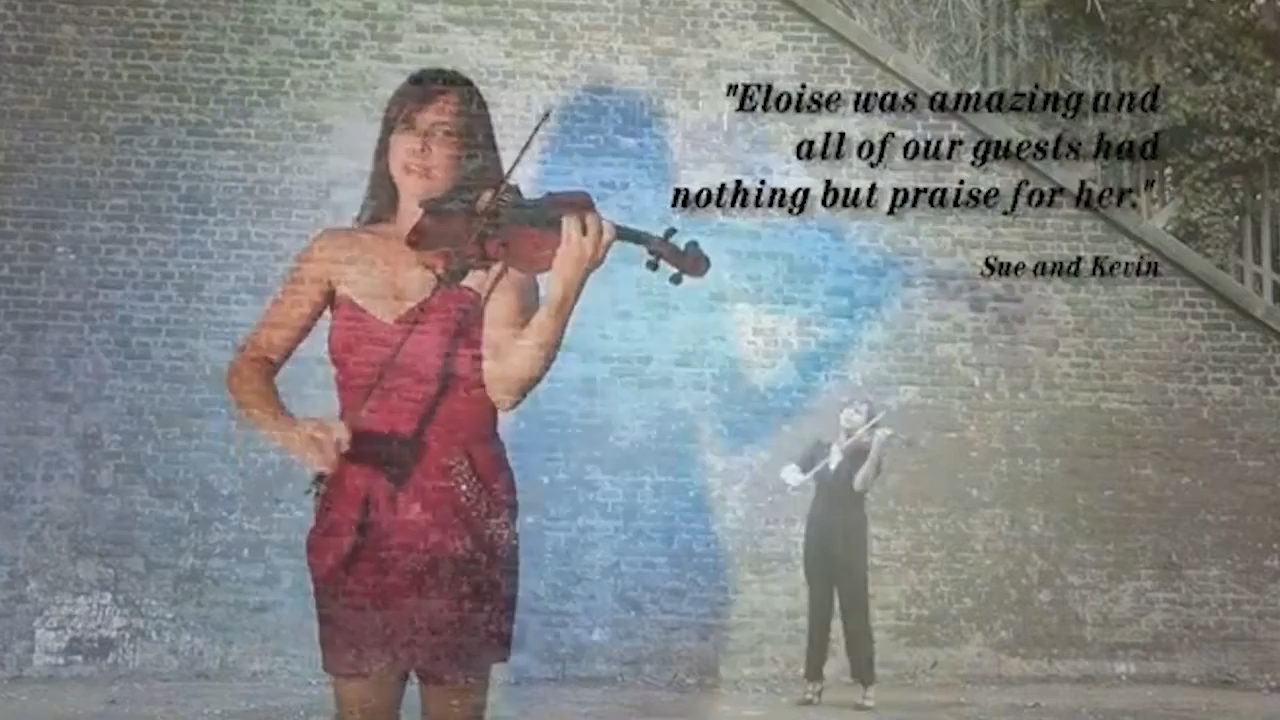 "Eloise was amazing and
all of our guests had
nothing but praise for her."
Sue and Kevin